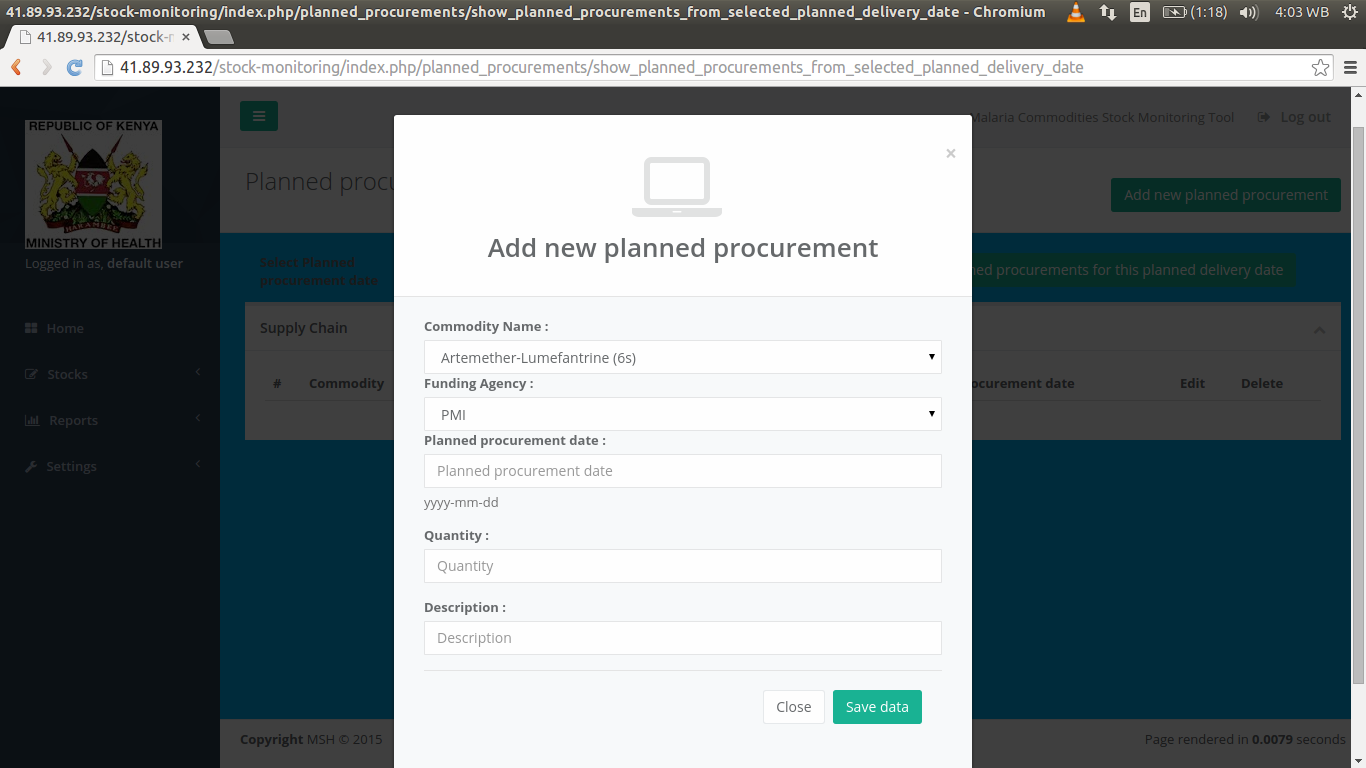 41.89.93.232/stock-monitoring/index.php/planned_procurements/show_planned_procurements_from_selected_planned_delivery_date - Chromium
En (1:18) 4:03 WB
41.89.93.232/stock-r
41.89.93.232/stock-monitoring/index.php/planned_procurements/show_planned_procurements_from_selected_planned_delivery_date
REPUBLIC OF KENYA
HARAMBEE
MINISTRY OF HEALTH
Logged in as, default user
Home
Stocks
Reports
Settings
Malaria Commodities Stock Monitoring Tool Log out
Planned procu
Add new planned procurement
Select Planned
procurement date
ned procurements for this planned delivery date
Supply Chain
# Commodity ocurement date Edit Delete
×
Add new planned procurement
Commodity Name :
Artemether-Lumefantrine (6s)
Funding Agency :
PMI
Planned procurement date :
Planned procurement date
yyyy-mm-dd
Quantity :
Quantity
Description :
Description
Close Save data
Copyright MSH © 2015 Page rendered in 0.0079 seconds